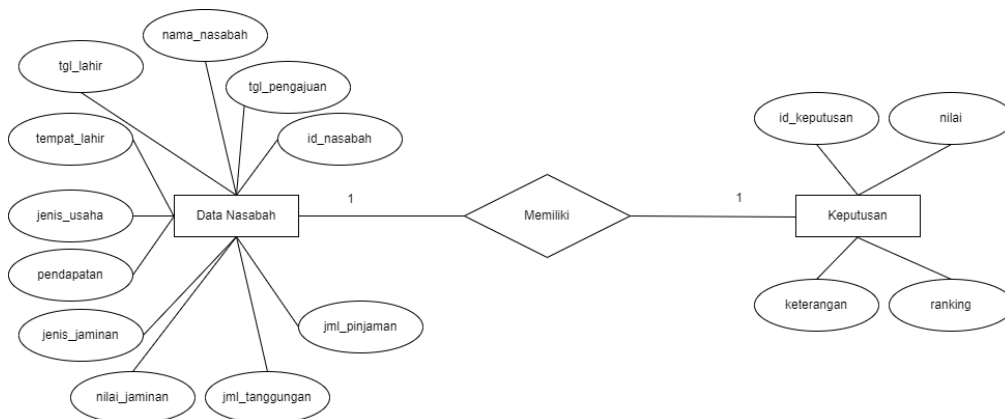 nama_nasabah
tgl_lahir
tgl_pengajuan
id_nasabah
tempat_lahir
jenis_usaha
Data Nasabah
pendapatan
jenis_jaminan
nilai_jaminan
jml_tanggungan
jml_pinjaman
1
Memiliki
1
id_keputusan
nilai
Keputusan
keterangan
ranking